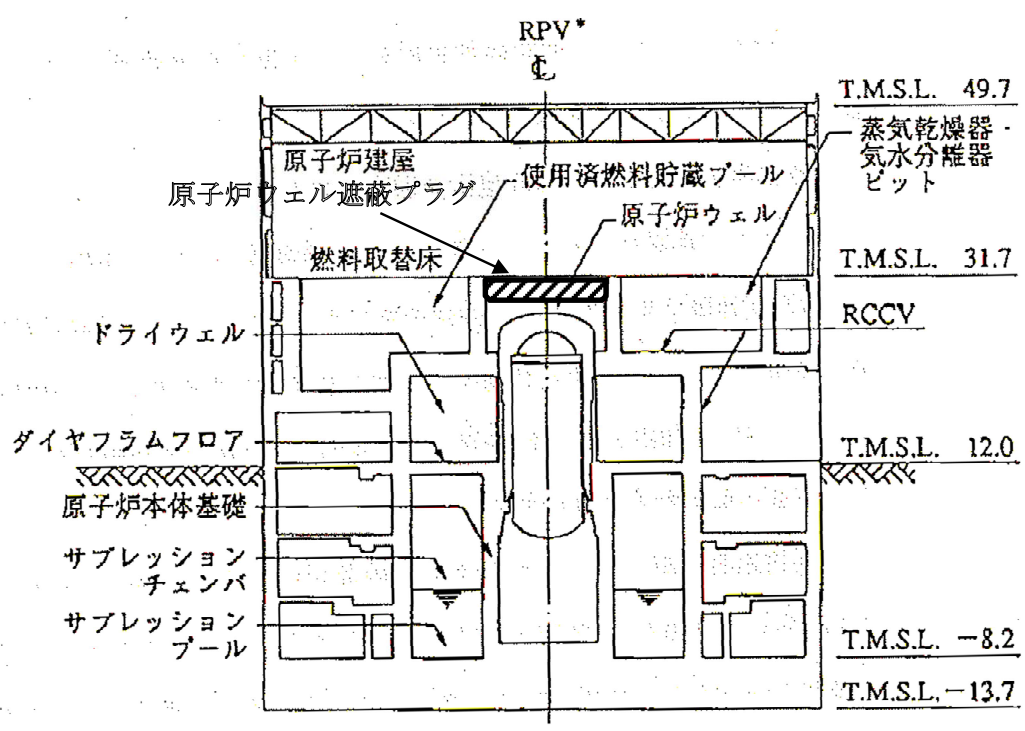 RPV*
℄
T.M.S.L. 49.7
蒸気乾燥器・
気水分離器
ピット
原子炉建屋
使用済燃料貯蔵プール
原子炉ウェル遮蔽プラグ
原子炉ウェル
燃料取替床
T.M.S.L. 31.7
ドライウェル
RCCV
ダイヤフラムフロア
T.M.S.L. 12.0
原子炉本体基礎
サプレッション
チェンバ
サプレッション
プール
T.M.S.L. -8.2
T.M.S.L. -13.7